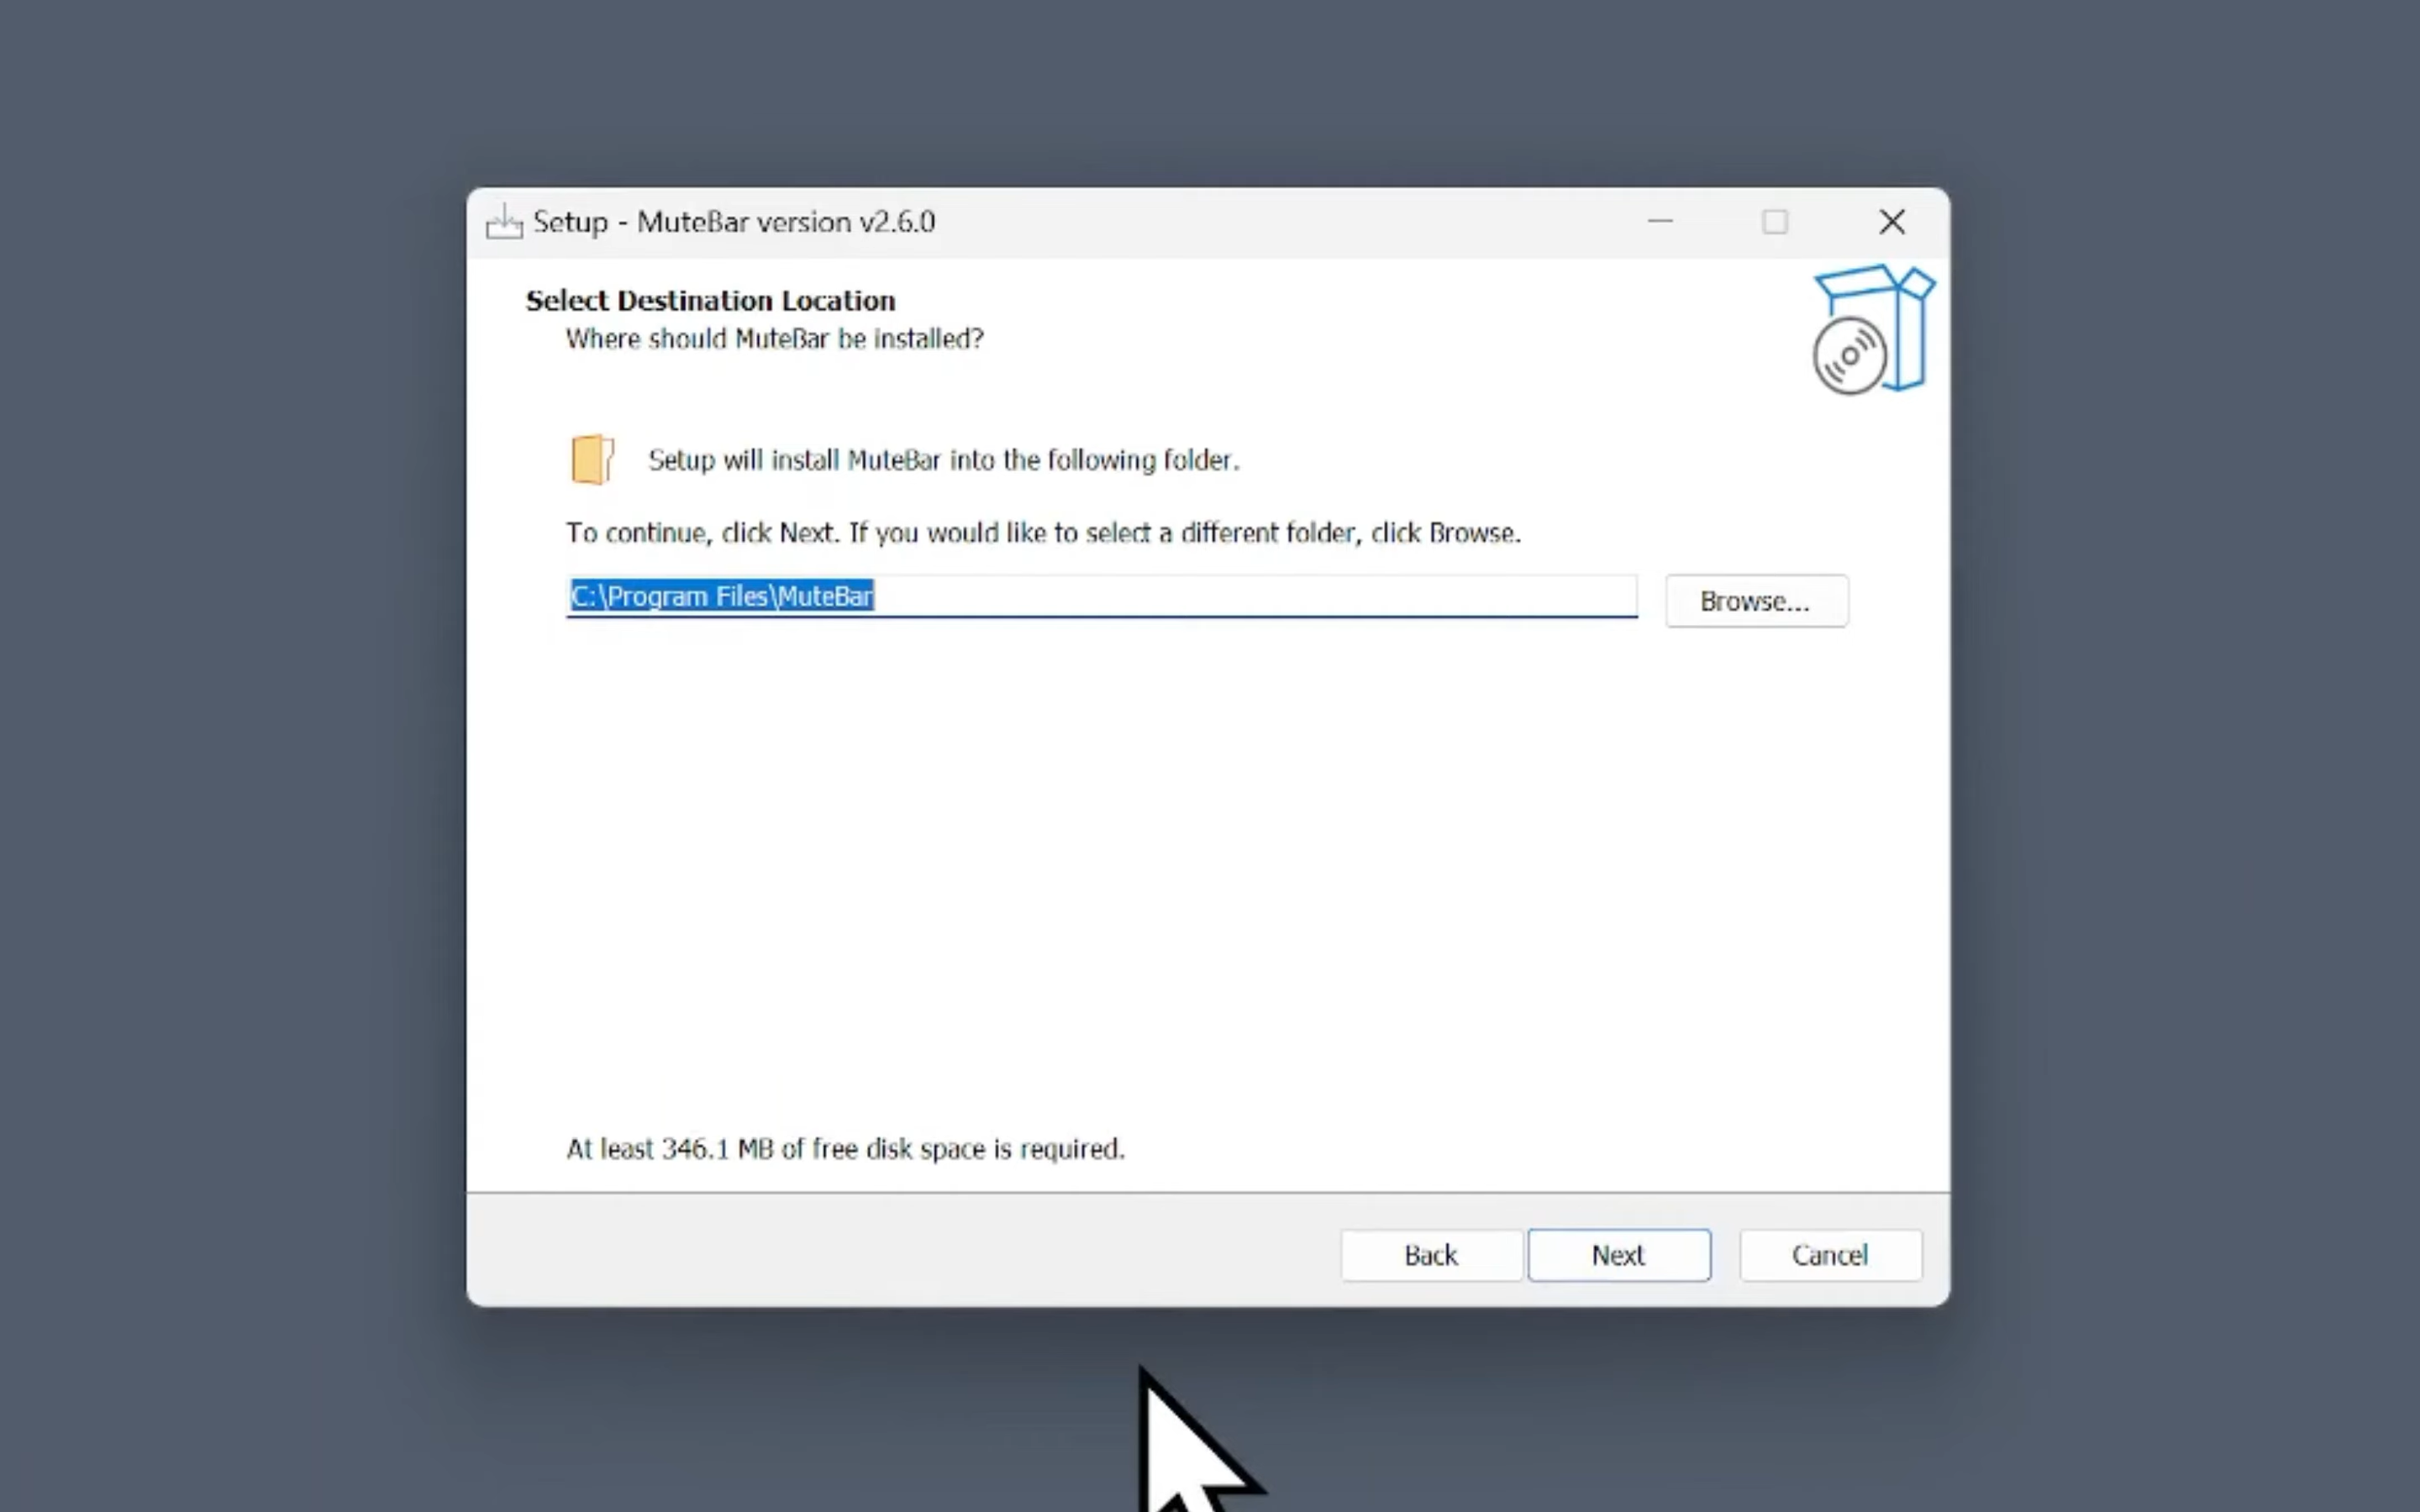 Setup - MuteBar version v2.6.0
Select Destination Location
Where should MuteBar be installed?
Setup will install MuteBar into the following folder.
To continue, click Next. If you would like to select a different folder, click Browse.
C:\Program Files\MuteBar
Browse...
At least 346.1 MB of free disk space is required.
Back Next Cancel